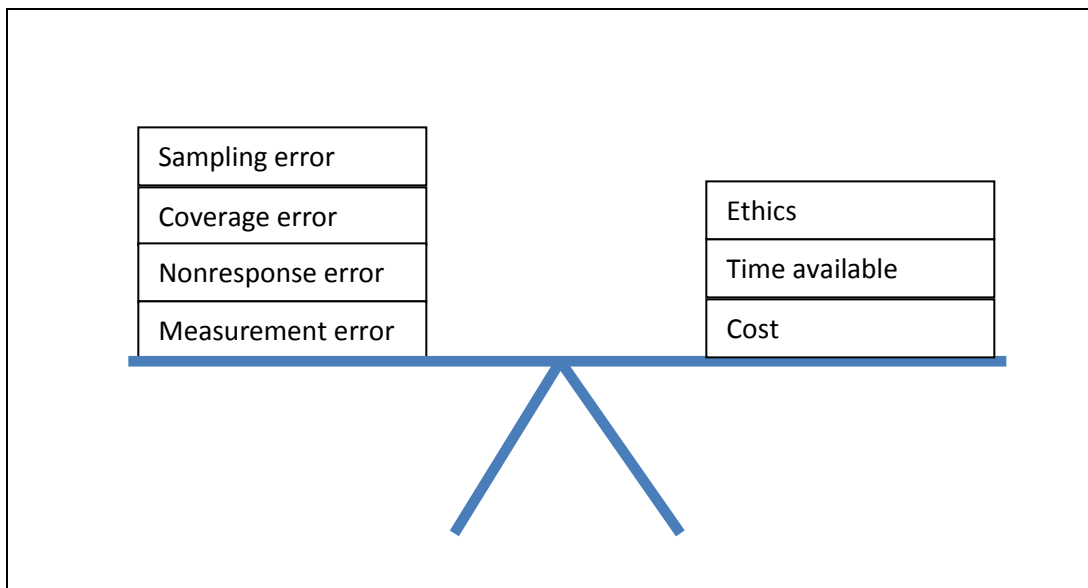 Sampling error
Coverage error
Nonresponse error
Measurement error
Ethics
Time available
Cost